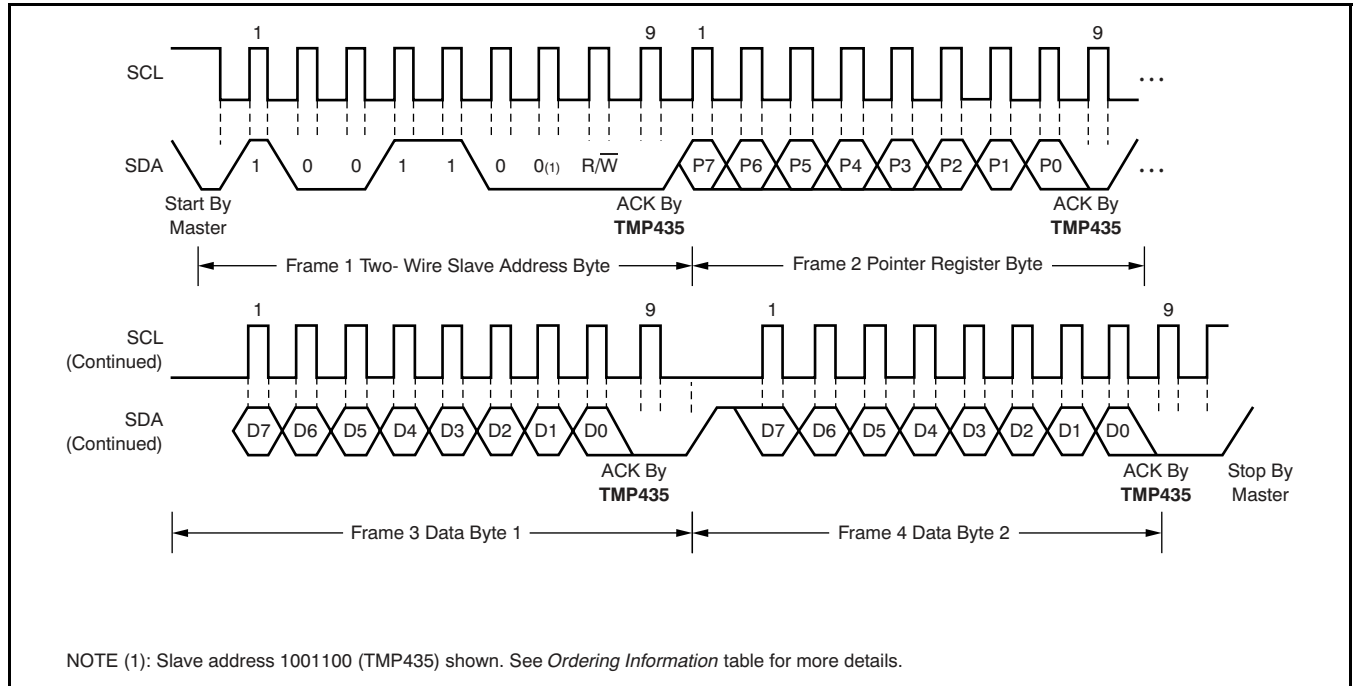 1 9 1 9
SCL ...
SDA 1 0 0 1 1 0 0(1) R/W̅ P7 P6 P5 P4 P3 P2 P1 P0 ...
Start By
Master
ACK By
TMP435
ACK By
TMP435
Frame 1 Two- Wire Slave Address Byte
Frame 2 Pointer Register Byte
1 9 1 9
SCL
(Continued)
SDA
(Continued)
D7 D6 D5 D4 D3 D2 D1 D0 D7 D6 D5 D4 D3 D2 D1 D0
ACK By
TMP435
ACK By
TMP435
Stop By
Master
Frame 3 Data Byte 1
Frame 4 Data Byte 2
NOTE (1): Slave address 1001100 (TMP435) shown. See Ordering Information table for more details.